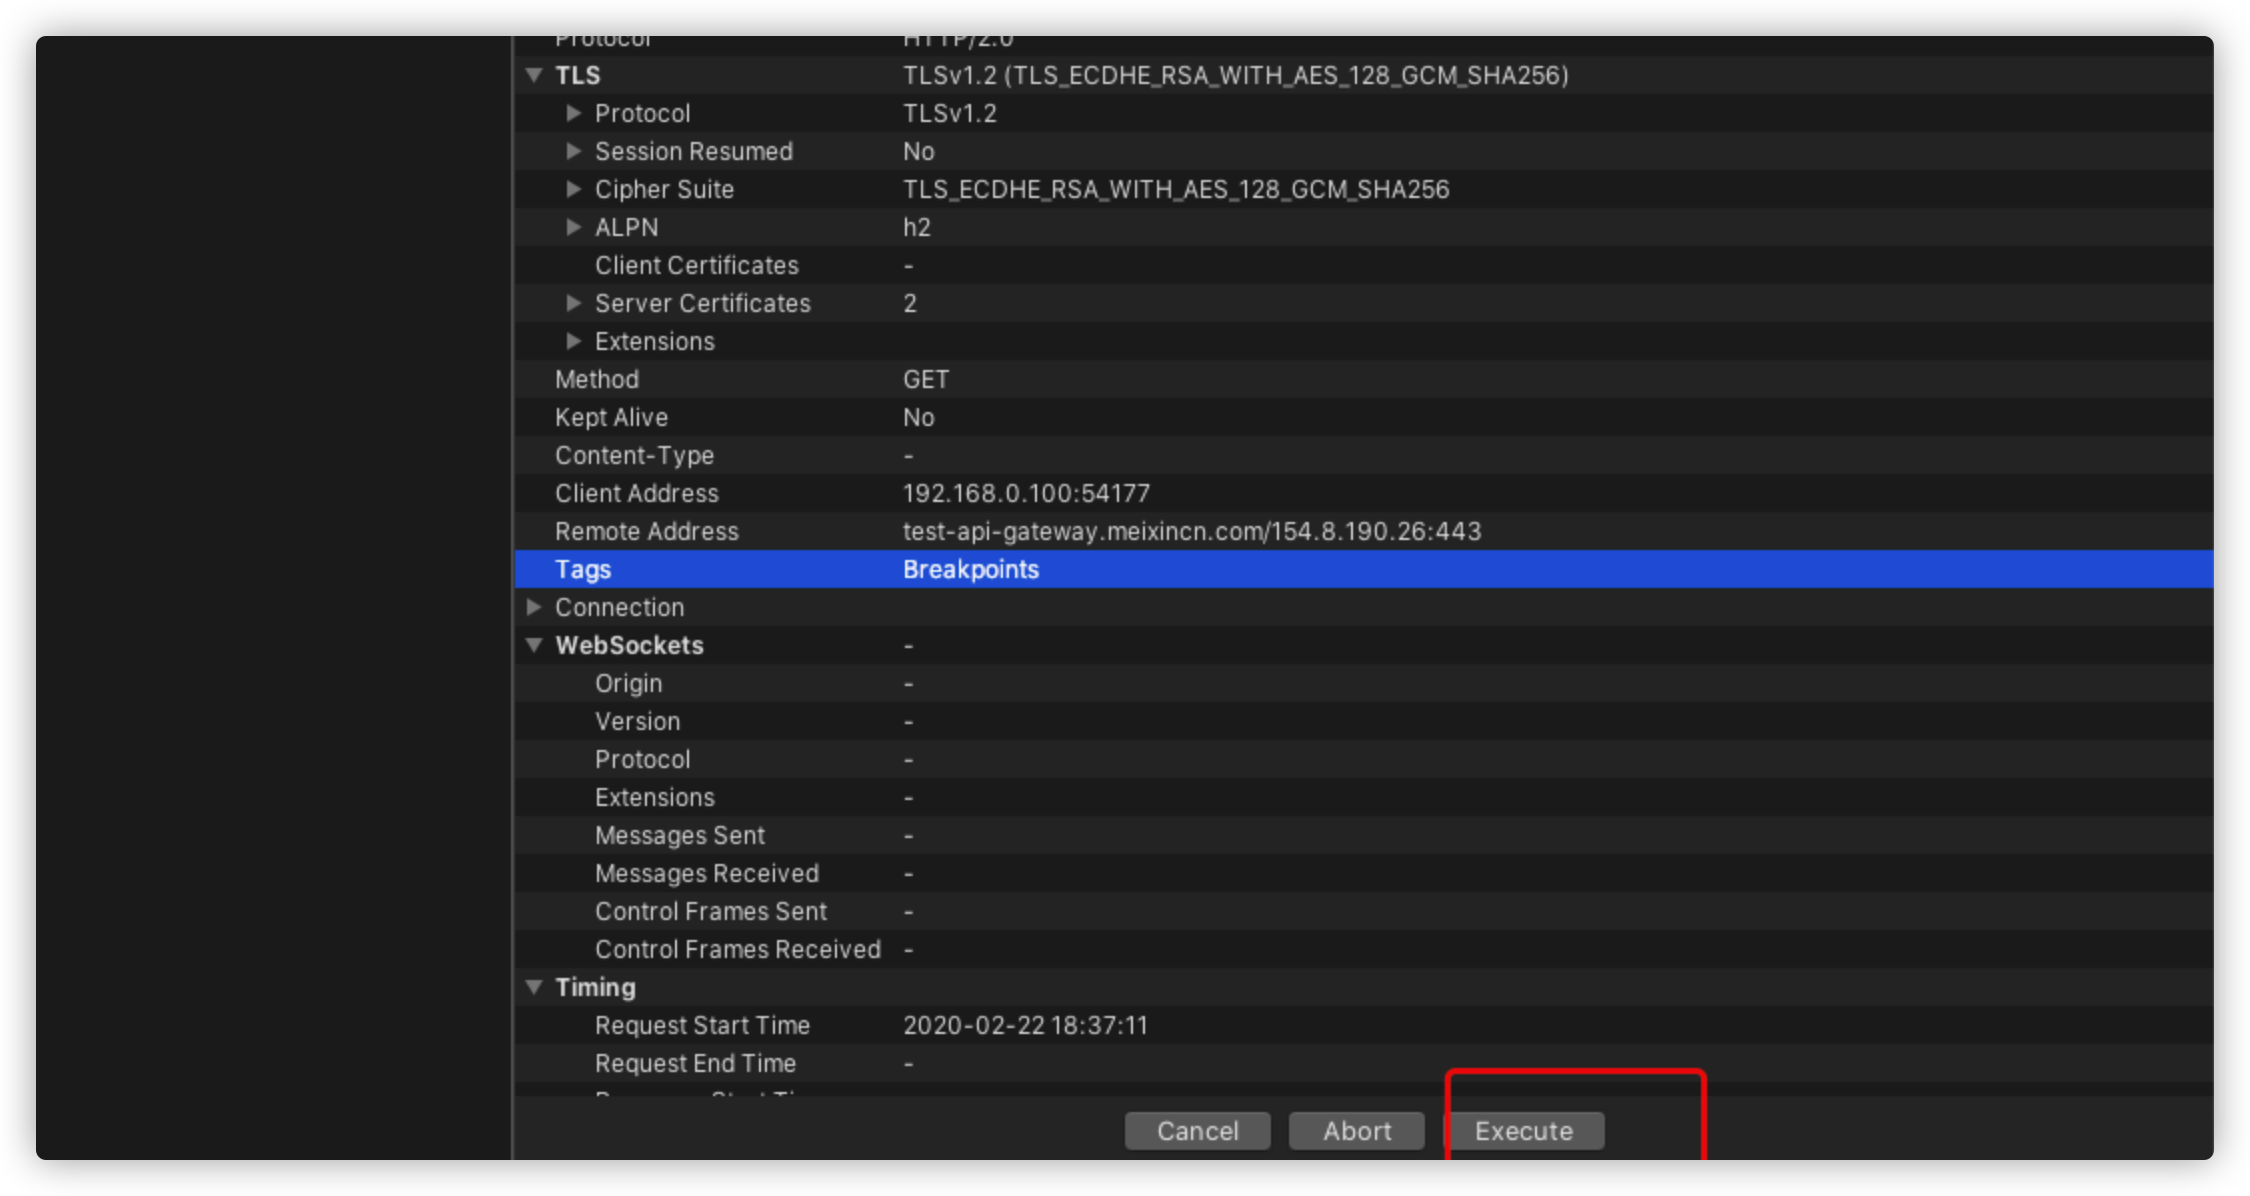 Protocol HTTP/2.0
TLS TLSv1.2 (TLS_ECDHE_RSA_WITH_AES_128_GCM_SHA256)
Protocol TLSv1.2
Session Resumed No
Cipher Suite TLS_ECDHE_RSA_WITH_AES_128_GCM_SHA256
ALPN h2
Client Certificates -
Server Certificates 2
Extensions
Method GET
Kept Alive No
Content-Type -
Client Address 192.168.0.100:54177
Remote Address test-api-gateway.meixincn.com/154.8.190.26:443
Tags Breakpoints
Connection
WebSockets -
Origin -
Version -
Protocol -
Extensions -
Messages Sent -
Messages Received -
Control Frames Sent -
Control Frames Received -
Timing
Request Start Time 2020-02-22 18:37:11
Request End Time -
Cancel Abort Execute